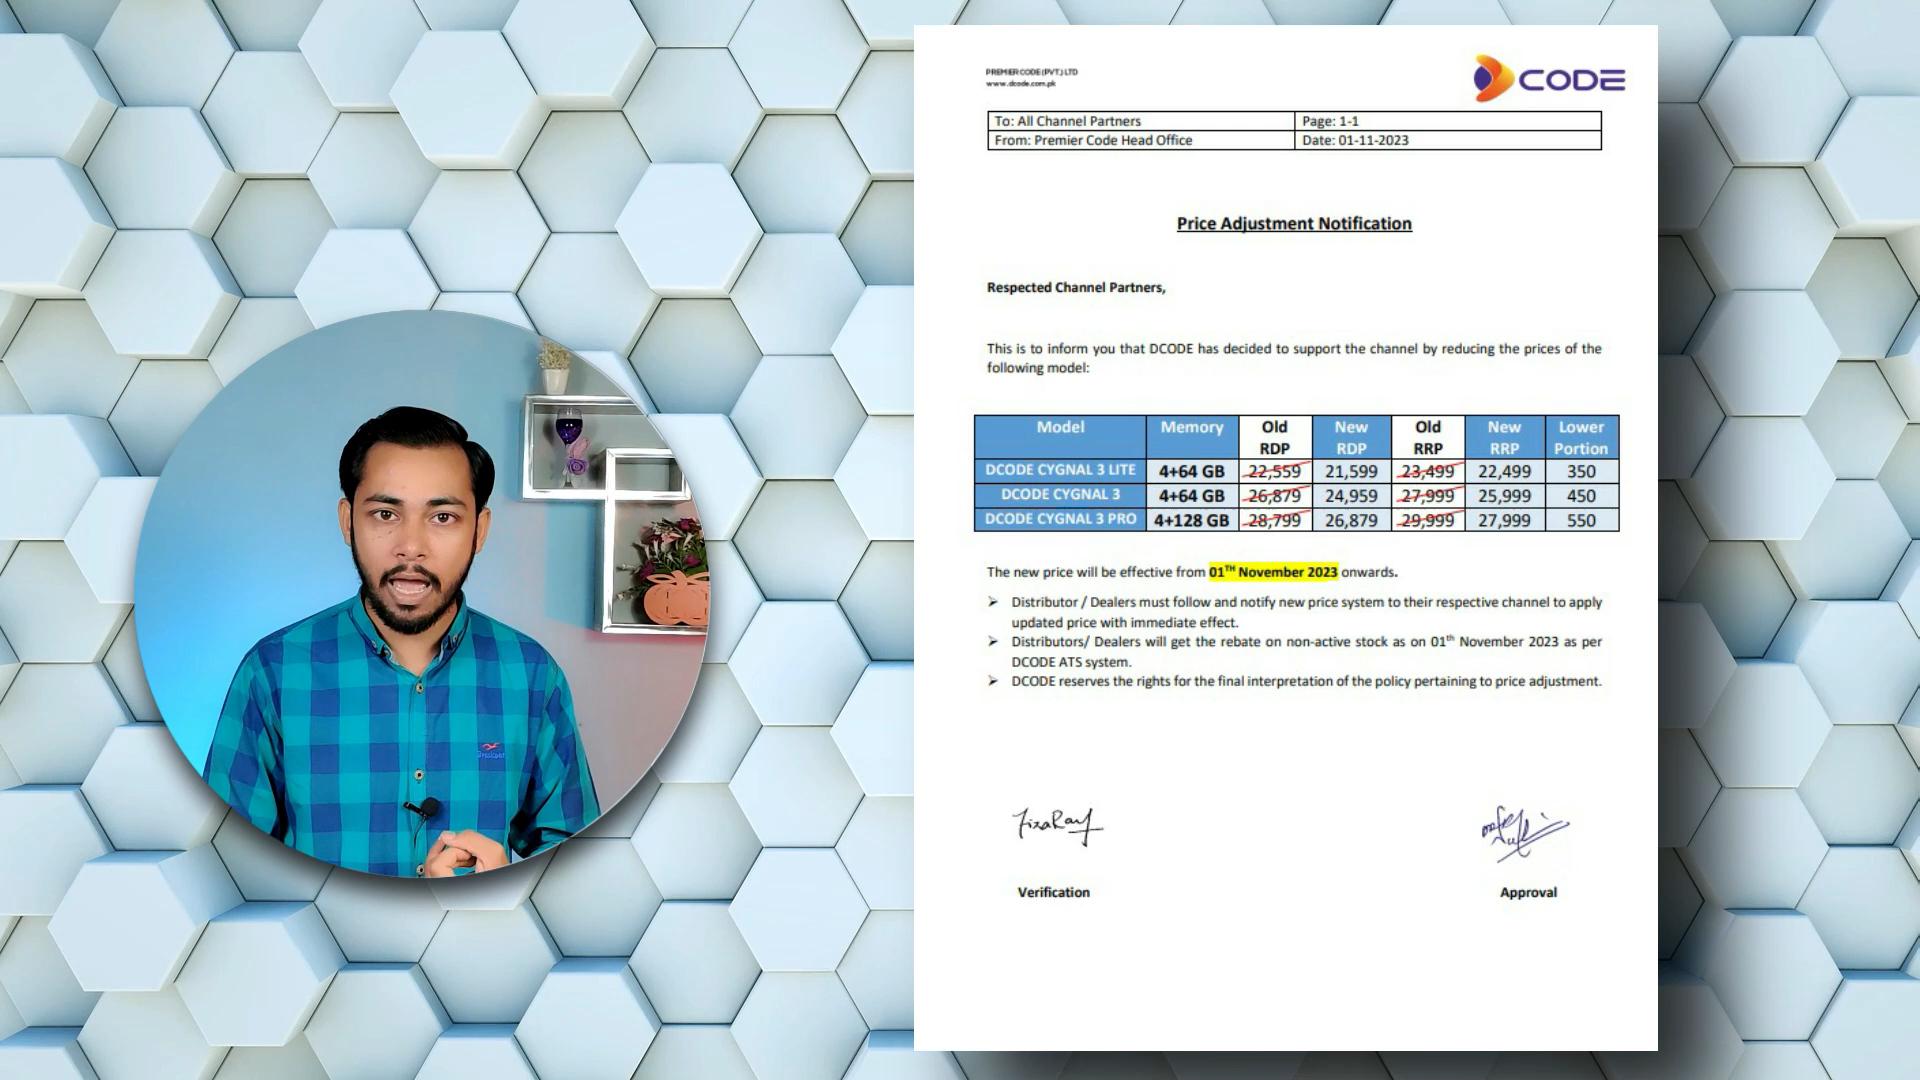 PREMIER CODE (PVT.) LTD
www.dcode.com.pk
CODE
To: All Channel Partners Page: 1-1
From: Premier Code Head Office Date: 01-11-2023
Price Adjustment Notification
Respected Channel Partners,
This is to inform you that DCODE has decided to support the channel by reducing the prices of the
following model:
Model Memory Old RDP New RDP Old RRP New RRP Lower Portion
DCODE CYGNAL 3 LITE 4+64 GB 22,559 21,599 23,499 22,499 350
DCODE CYGNAL 3 4+64 GB 26,879 24,959 27,999 25,999 450
DCODE CYGNAL 3 PRO 4+128 GB 28,799 26,879 29,999 27,999 550
The new price will be effective from 01TH November 2023 onwards.
➢ Distributor / Dealers must follow and notify new price system to their respective channel to apply
updated price with immediate effect.
➢ Distributors/ Dealers will get the rebate on non-active stock as on 01th November 2023 as per
DCODE ATS system.
➢ DCODE reserves the rights for the final interpretation of the policy pertaining to price adjustment.
Verification Approval